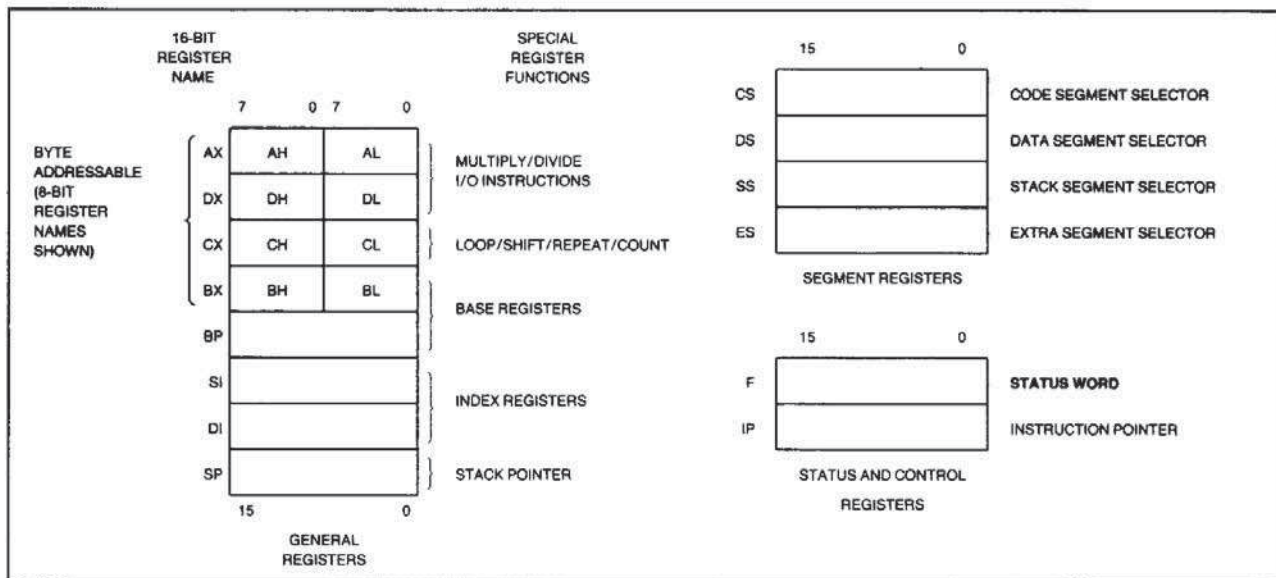 16-BIT
REGISTER
NAME
SPECIAL
REGISTER
FUNCTIONS
7 0 7 0
BYTE
ADDRESSABLE
(8-BIT
REGISTER
NAMES
SHOWN)
AX AH AL
DX DH DL
MULTIPLY/DIVIDE
I/O INSTRUCTIONS
CX CH CL LOOP/SHIFT/REPEAT/COUNT
BX BH BL
BP
BASE REGISTERS
SI
DI
INDEX REGISTERS
SP STACK POINTER
15 0
GENERAL
REGISTERS
15 0
CS CODE SEGMENT SELECTOR
DS DATA SEGMENT SELECTOR
SS STACK SEGMENT SELECTOR
ES EXTRA SEGMENT SELECTOR
SEGMENT REGISTERS
15 0
F STATUS WORD
IP INSTRUCTION POINTER
STATUS AND CONTROL
REGISTERS